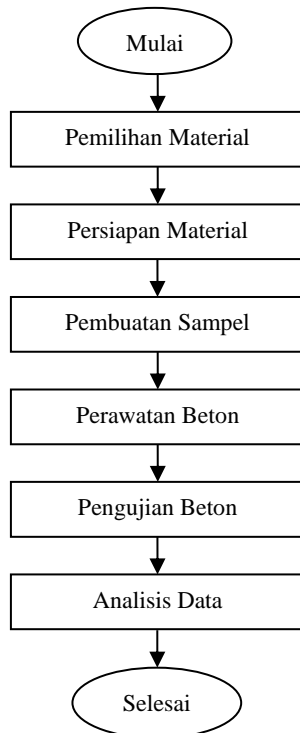 Mulai
Pemilihan Material
Persiapan Material
Pembuatan Sampel
Perawatan Beton
Pengujian Beton
Analisis Data
Selesai